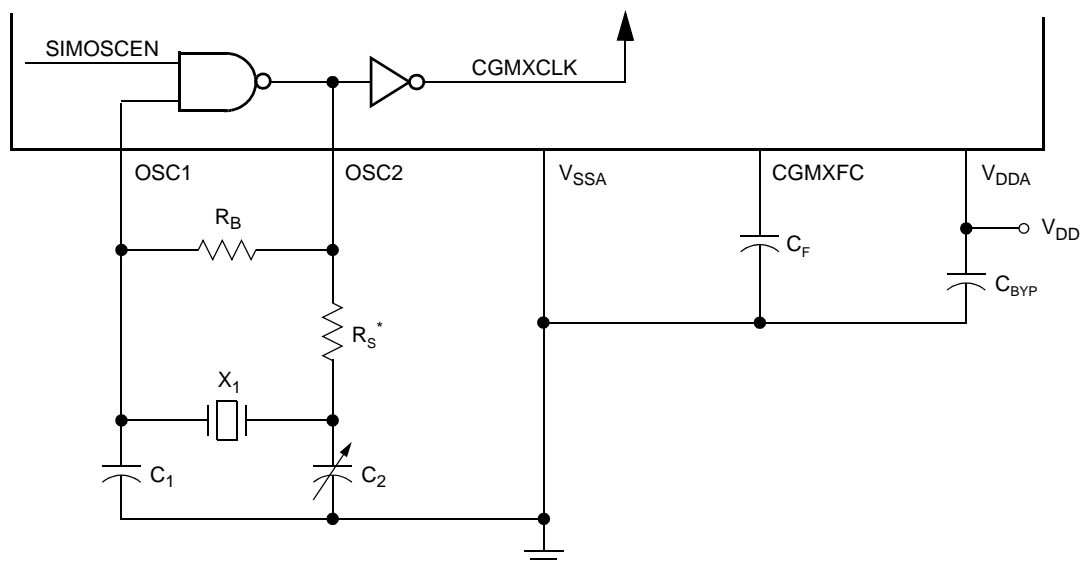 SIMOSCEN
CGMXCLK
OSC1
OSC2
VSSA
CGMXFC
VDDA
RB
VDD
CF
CBYP
RS*
X1
C1
C2